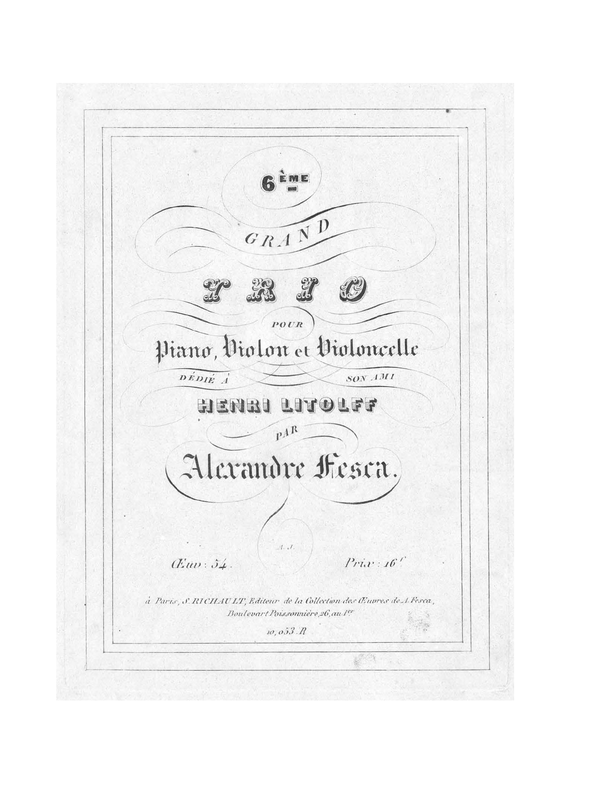 6ÈME
GRAND
TRIO
POUR
Piano, Violon et Violoncelle
DÉDIÉ À SON AMI
HENRI LITOLFF
PAR
Alexandre Fesca.
A. J.
Œuv: 54. Prix: 16f
à Paris, S. RICHAULT, Editeur de la Collection des Œuvres de A. Fesca,
Boulevart Poissonnière, 26, au 1er
10,053. R